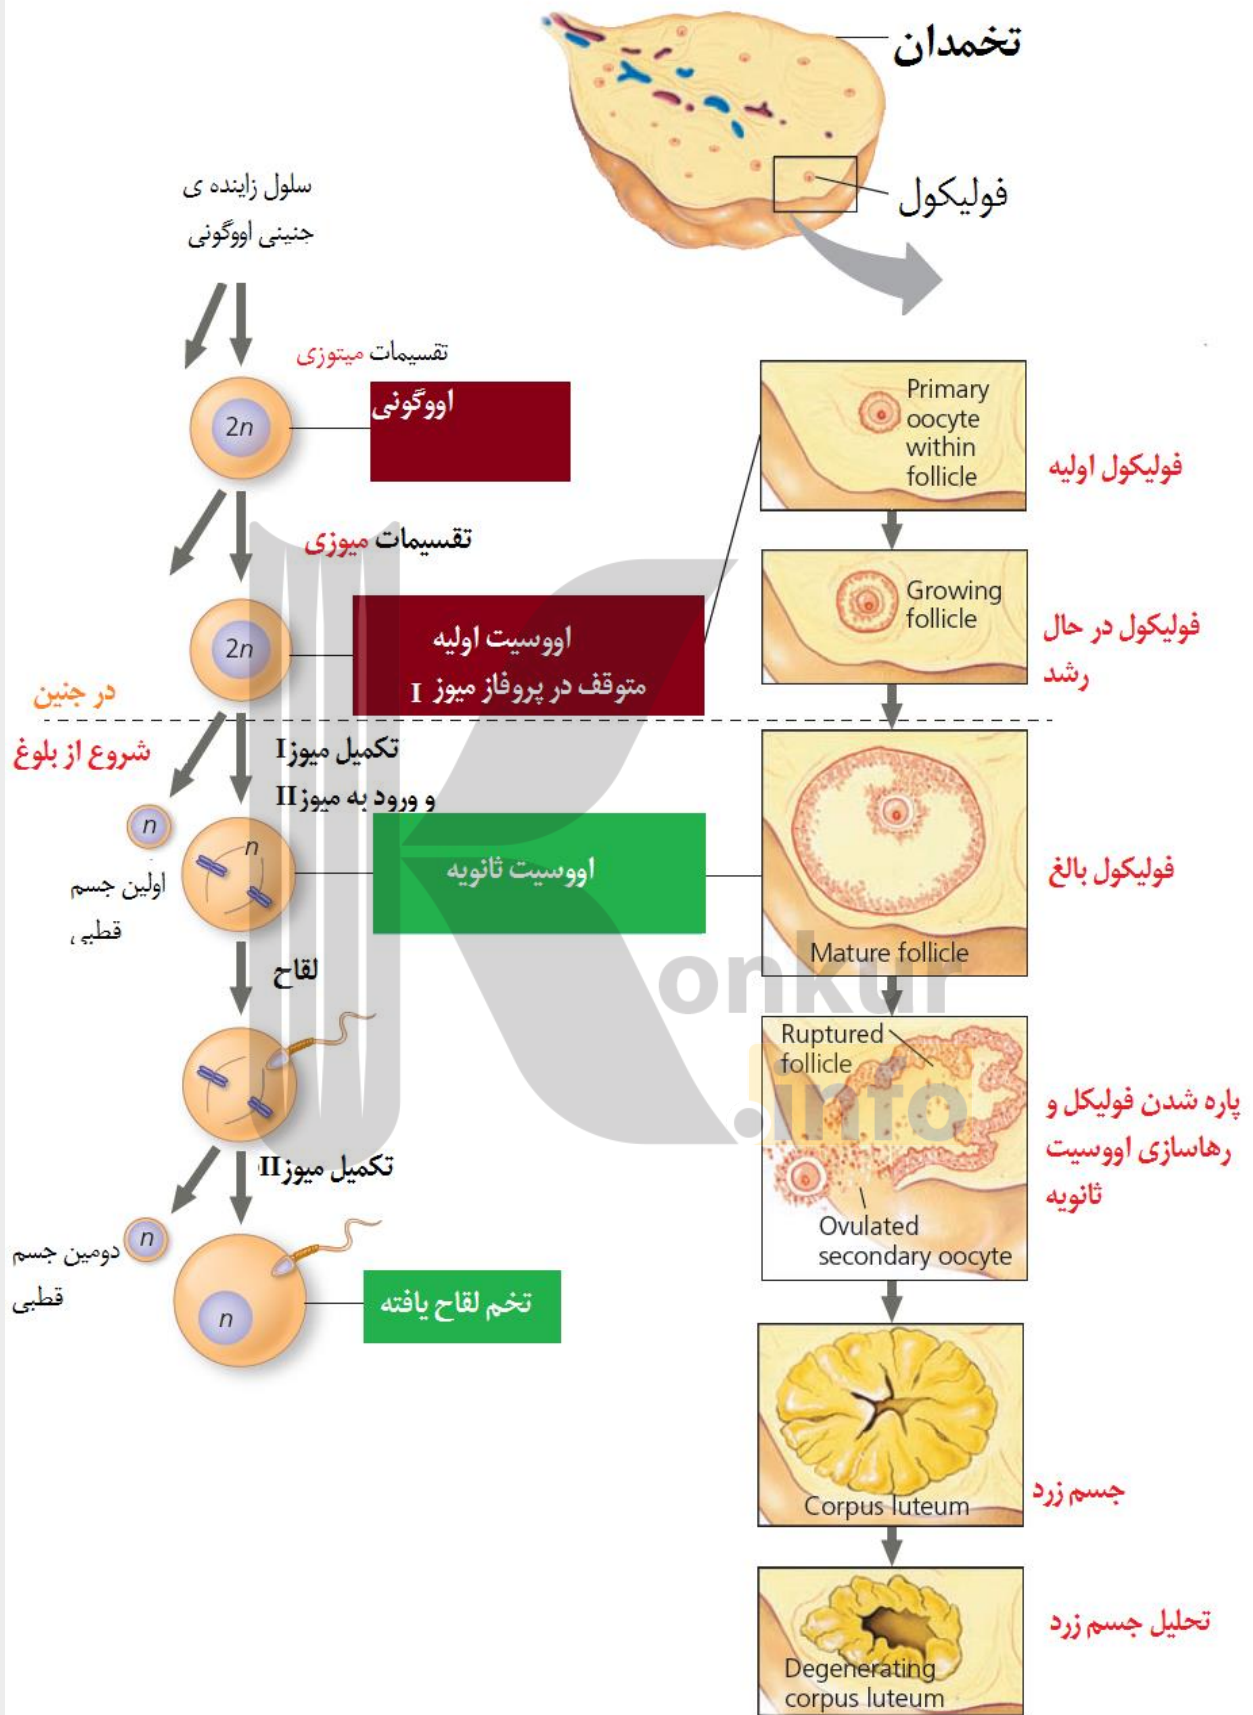 تخمدان
فولیکول
سلول زاینده ی
جنینی اووگونی
تقسیمات میتوزی
2n
اووگونی
تقسیمات میوزی
2n
اووسیت اولیه
متوقف در پروفاز میوز I
در جنین
شروع از بلوغ
تکمیل میوز I
و ورود به میوز II
n
اولین جسم
قطبی
n
اووسیت ثانویه
لقاح
تکمیل میوز II
n
دومین جسم
قطبی
n
تخم لقاح یافته
Primary
oocyte
within
follicle
فولیکول اولیه
Growing
follicle
فولیکول در حال
رشد
Mature follicle
فولیکول بالغ
Ruptured
follicle
Ovulated
secondary oocyte
پاره شدن فولیکل و
رهاسازی اووسیت
ثانویه
Corpus luteum
جسم زرد
Degenerating
corpus luteum
تحلیل جسم زرد
Konkur
.info